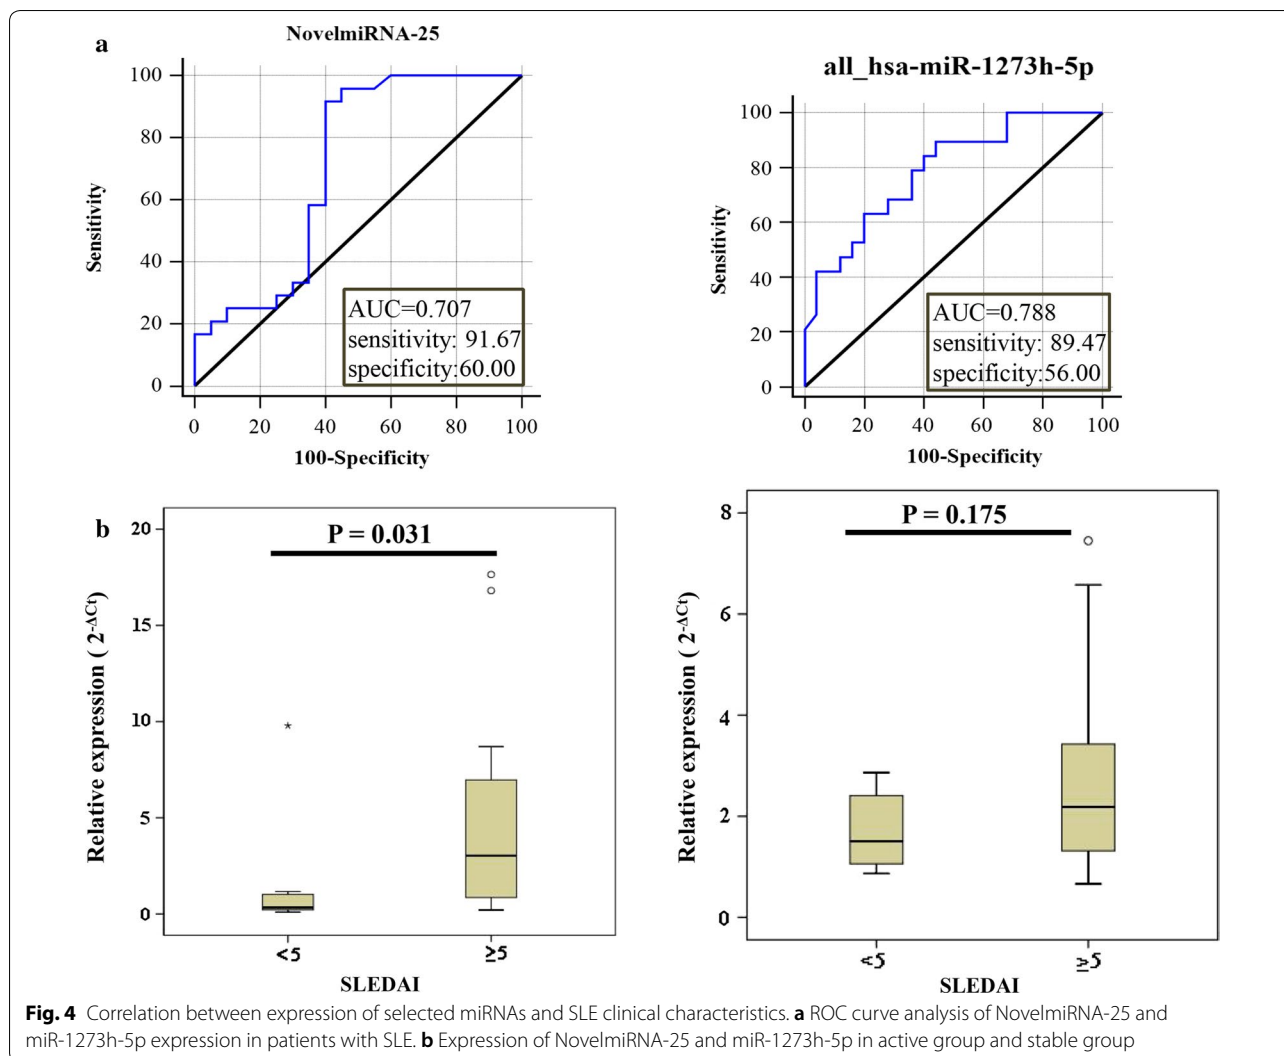 a
NovelmiRNA-25
100
80
60
40
20
0
Sensitivity
AUC=0.707
sensitivity: 91.67
specificity:60.00
0 20 40 60 80 100
100-Specificity
all_hsa-miR-1273h-5p
100
80
60
40
20
0
Sensitivity
AUC=0.788
sensitivity: 89.47
specificity:56.00
0 20 40 60 80 100
100-Specificity
b
20
15
10
5
0
Relative expression ( 2-ΔCt)
P = 0.031
*
<5 ≥5
SLEDAI
8
6
4
2
0
Relative expression ( 2-ΔCt)
P = 0.175
<5 ≥5
SLEDAI
Fig. 4 Correlation between expression of selected miRNAs and SLE clinical characteristics. a ROC curve analysis of NovelmiRNA-25 and
miR-1273h-5p expression in patients with SLE. b Expression of NovelmiRNA-25 and miR-1273h-5p in active group and stable group